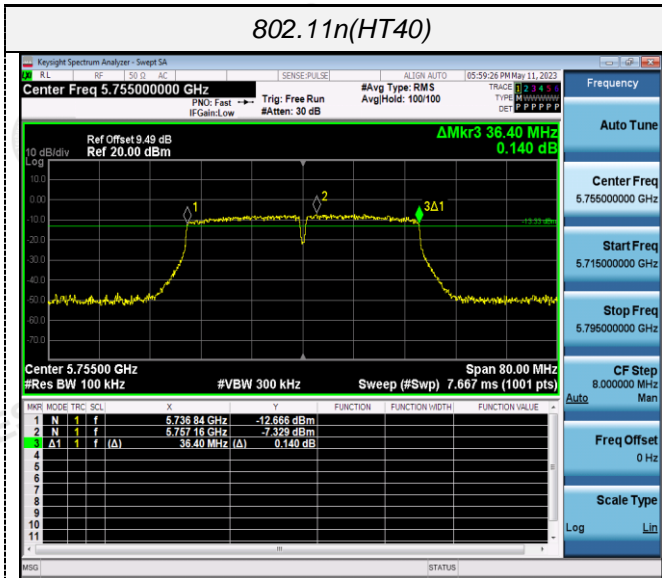 802.11n(HT40)
Keysight Spectrum Analyzer - Swept SA
RL RF 50 Ω AC SENSE:PULSE ALIGN AUTO 05:59:26 PM May 11, 2023
Center Freq 5.755000000 GHz
PNO: Fast
IFGain:Low
Trig: Free Run
#Atten: 30 dB
#Avg Type: RMS
Avg|Hold: 100/100
TRACE 1 2 3 4 5 6
TYPE M W W W W W
DET P P P P P P
Ref Offset 9.49 dB
Ref 20.00 dBm
10 dB/div
Log
ΔMkr3 36.40 MHz
0.140 dB
10.0
0.00
-10.0
-20.0
-30.0
-40.0
-50.0
-60.0
-70.0
1
2
3Δ1
-13.33 dBm
Center 5.75500 GHz
#Res BW 100 kHz
#VBW 300 kHz
Span 80.00 MHz
Sweep (#Swp) 7.667 ms (1001 pts)
MKR MODE TRC SCL X Y FUNCTION FUNCTION WIDTH FUNCTION VALUE
1 N 1 f 5.736 84 GHz -12.666 dBm
2 N 1 f 5.757 16 GHz -7.329 dBm
3 Δ1 1 f (Δ) 36.40 MHz (Δ) 0.140 dB
4
5
6
7
8
9
10
11
MSG STATUS
Frequency
Auto Tune
Center Freq
5.755000000 GHz
Start Freq
5.715000000 GHz
Stop Freq
5.795000000 GHz
CF Step
8.000000 MHz
Auto Man
Freq Offset
0 Hz
Scale Type
Log Lin